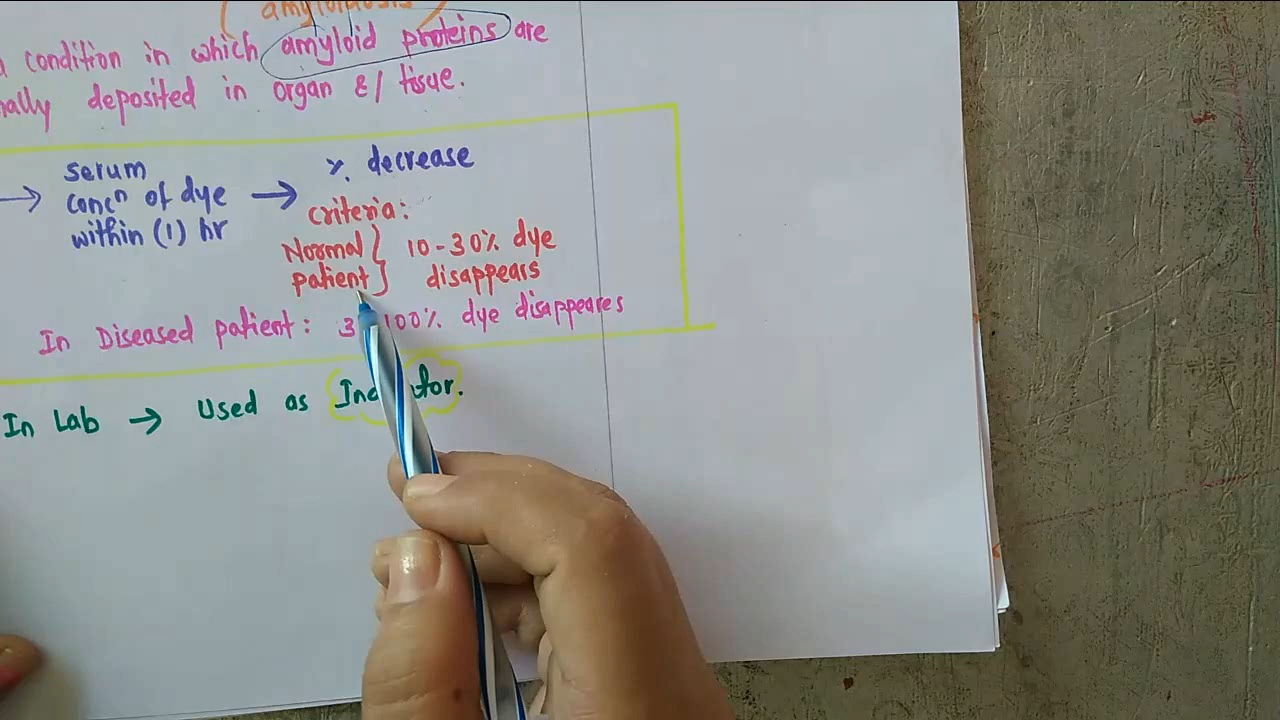 amyloidosis
condition in which amyloid proteins are
nally deposited in organ &/ tissue.
→ serum
concⁿ of dye
within (1) hr
→ % decrease
criteria:
Normal patient } 10-30% dye disappears
In Diseased patient: 100% dye disappeares
In Lab → Used as